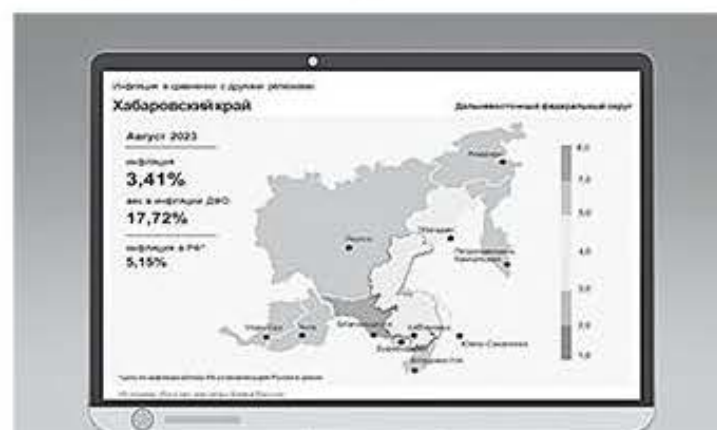 Инфляция в сравнении с другими регионами
Хабаровский край
Дальневосточный федеральный округ
Август 2023
инфляция
3,41%
вес в инфляции ДФО
17,72%
инфляция в РФ*
5,15%
Анадырь
Магадан
Якутск
Петропавловск-
Камчатский
Улан-Удэ
Чита
Благовещенск
Хабаровск
Биробиджан
Южно-Сахалинск
Владивосток
8,0
7,0
5,0
4,0
3,0
2,0
1,0